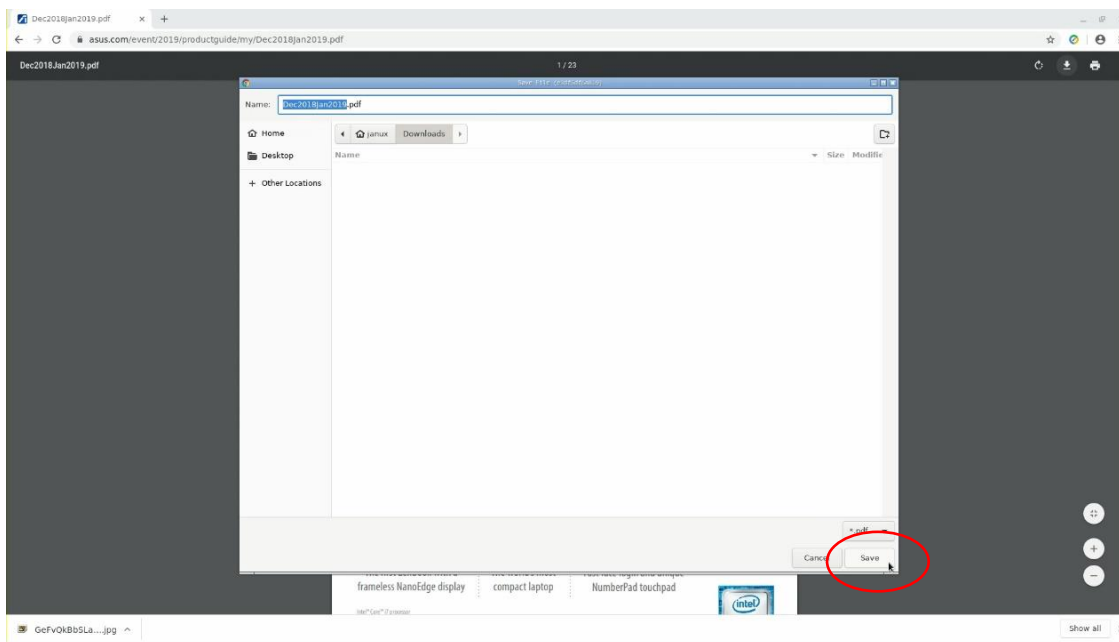 Dec2018Jan2019.pdf
asus.com/event/2019/productguide/my/Dec2018Jan2019.pdf
Dec2018Jan2019.pdf 1 / 23
Name: Dec2018Jan2019.pdf
Home janux Downloads
Desktop Name Size Modifie
+ Other Locations
Cance Save
frameless NanoEdge display compact laptop NumberPad touchpad
(intel)
GeFvQkBbSLa....jpg Show all